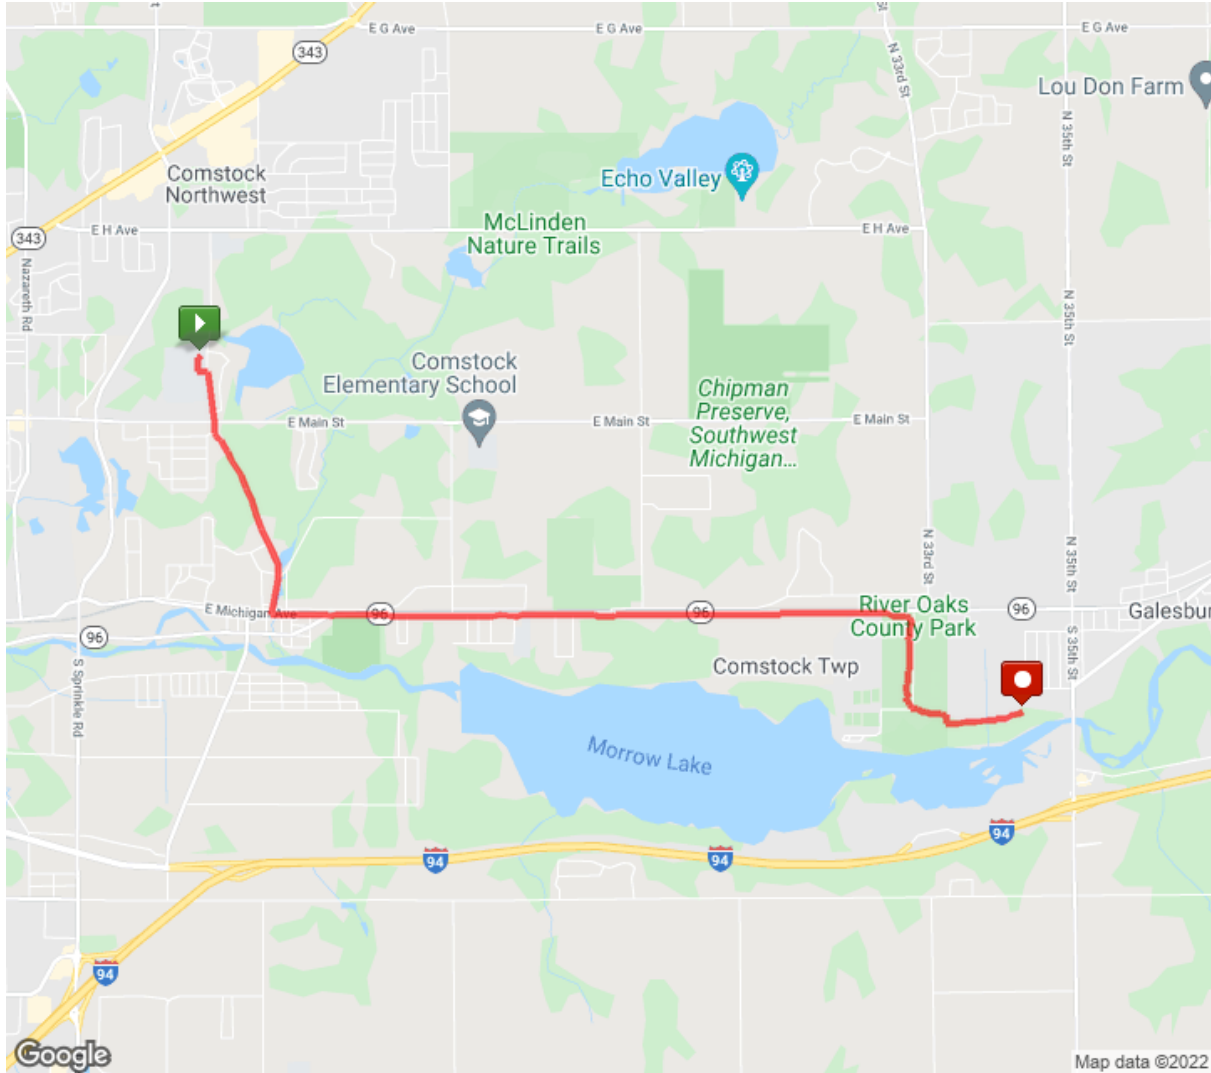 E G Ave
E G Ave
E G Ave
343
N 33rd St
Lou Don Farm
N 35th St
Comstock
Northwest
Echo Valley
McLinden
Nature Trails
E H Ave
E H Ave
343
Nazareth Rd
N 35th St
Comstock
Elementary School
Chipman
Preserve,
Southwest
Michigan...
E Main St
E Main St
E Main St
N 33rd St
N 35th St
E Michigan Ave
96
96
River Oaks
County Park
96
Galesbur
96
S Sprinkle Rd
Comstock Twp
S 35th St
Morrow Lake
94
94
94
94
Google
Map data ©2022